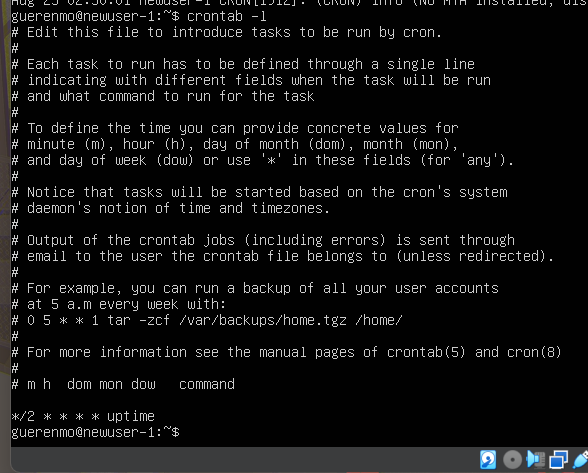 Aug 25 02:50:01 newuser-1 CRON[1512]: (CRON) info (No MTA installed, dis
guerenmo@newuser-1:~$ crontab -l
# Edit this file to introduce tasks to be run by cron.
#
# Each task to run has to be defined through a single line
# indicating with different fields when the task will be run
# and what command to run for the task
#
# To define the time you can provide concrete values for
# minute (m), hour (h), day of month (dom), month (mon),
# and day of week (dow) or use '*' in these fields (for 'any').
#
# Notice that tasks will be started based on the cron's system
# daemon's notion of time and timezones.
#
# Output of the crontab jobs (including errors) is sent through
# email to the user the crontab file belongs to (unless redirected).
#
# For example, you can run a backup of all your user accounts
# at 5 a.m every week with:
# 0 5 * * 1 tar -zcf /var/backups/home.tgz /home/
#
# For more information see the manual pages of crontab(5) and cron(8)
#
# m h  dom mon dow   command

*/2 * * * * uptime
guerenmo@newuser-1:~$